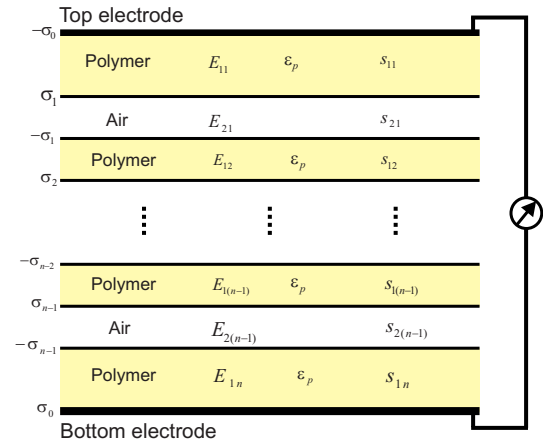 Top electrode
−σ₀
Polymer E₁₁ εₚ s₁₁
σ₁
Air E₂₁ s₂₁
−σ₁
Polymer E₁₂ εₚ s₁₂
σ₂
−σₙ₋₂
Polymer E₁₍ₙ₋₁₎ εₚ s₁₍ₙ₋₁₎
σₙ₋₁
Air E₂₍ₙ₋₁₎ s₂₍ₙ₋₁₎
−σₙ₋₁
Polymer E₁ₙ εₚ s₁ₙ
σ₀
Bottom electrode